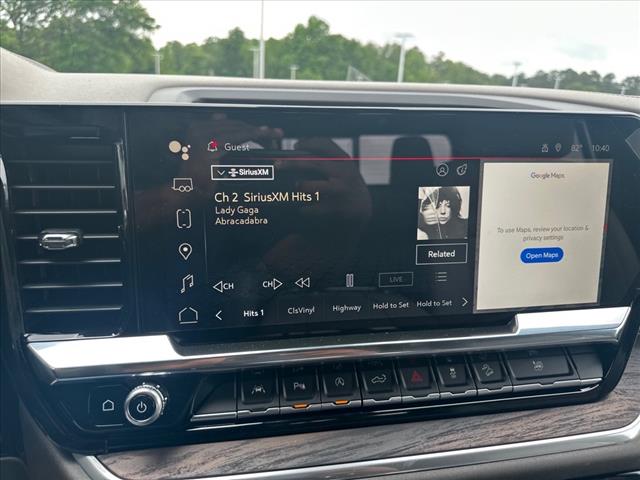 Guest
82° 10:40
SiriusXM
Google Maps
Ch 2 SiriusXM Hits 1
Lady Gaga
Abracadabra
To use Maps, review your location & privacy settings
Open Maps
Related
CH CH LIVE
Hits 1 ClsVinyl Highway Hold to Set Hold to Set